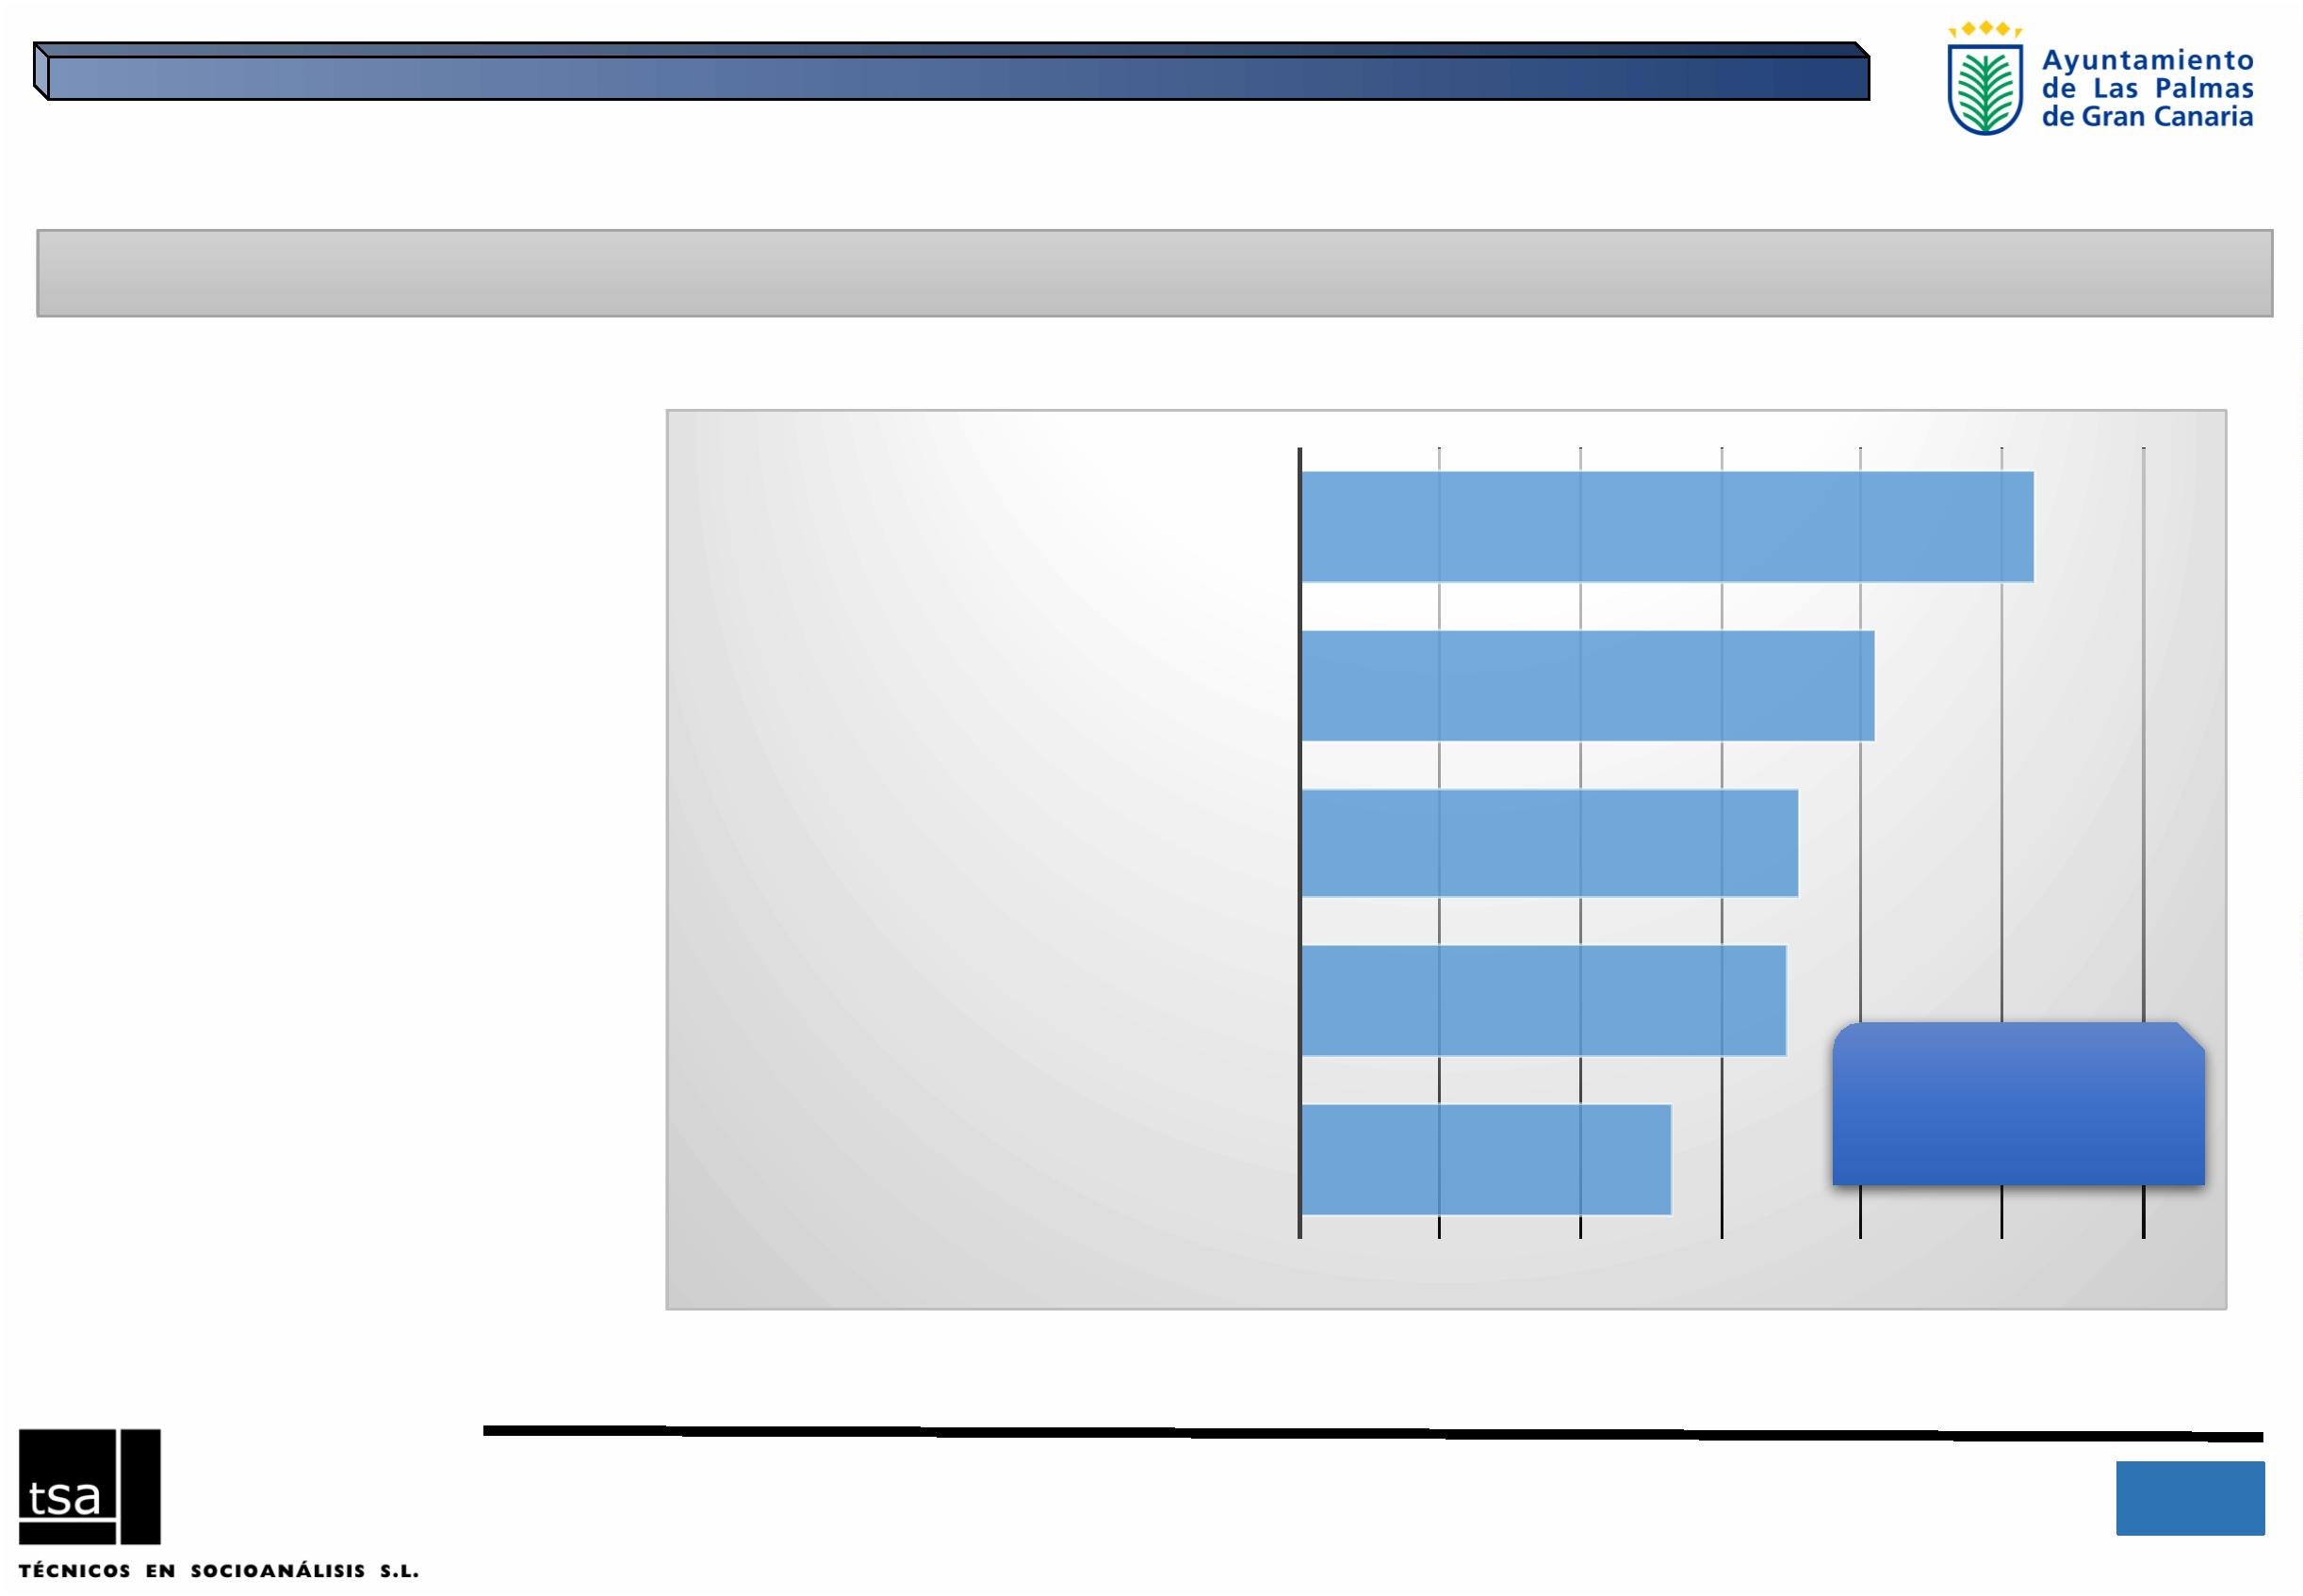 Ayuntamiento
de Las Palmas
de Gran Canaria
tsa
TÉCNICOS EN SOCIOANÁLISIS S.L.